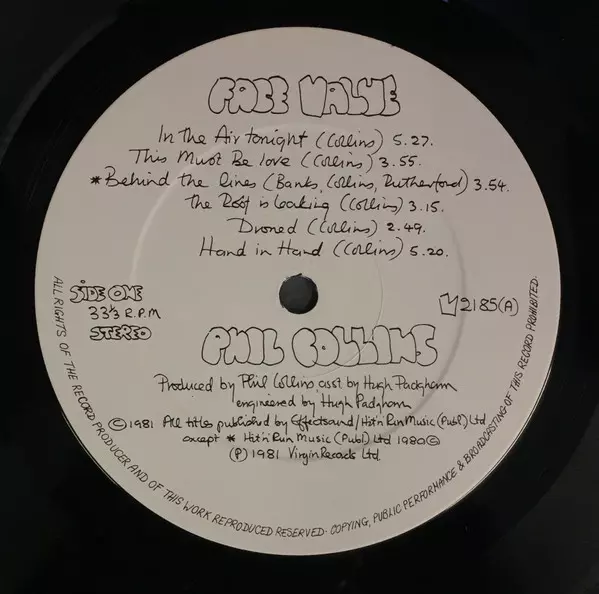 FACE VALUE
In The Air tonight (Collins) 5.27.
This Must Be love (Collins) 3.55.
* Behind the lines (Banks, Collins, Rutherford) 3.54.
the Roof is leaking (Collins) 3.15.
Droned (Collins) 2.49.
Hand in Hand (Collins) 5.20.
SIDE ONE
33⅓ R.P.M
STEREO
V2185(A)
PHIL COLLINS
Produced by Phil Collins, asst by Hugh Padgham
engineered by Hugh Padgham
© 1981 All titles published by Effectsound/Hit'n'Run Music (Publ) Ltd
except * Hit'n'Run Music (Publ) Ltd 1980©
℗ 1981 Virgin Records Ltd
ALL RIGHTS OF THE RECORD PRODUCER AND OF THIS WORK REPRODUCED RESERVED · COPYING, PUBLIC PERFORMANCE & BROADCASTING OF THIS RECORD PROHIBITED.